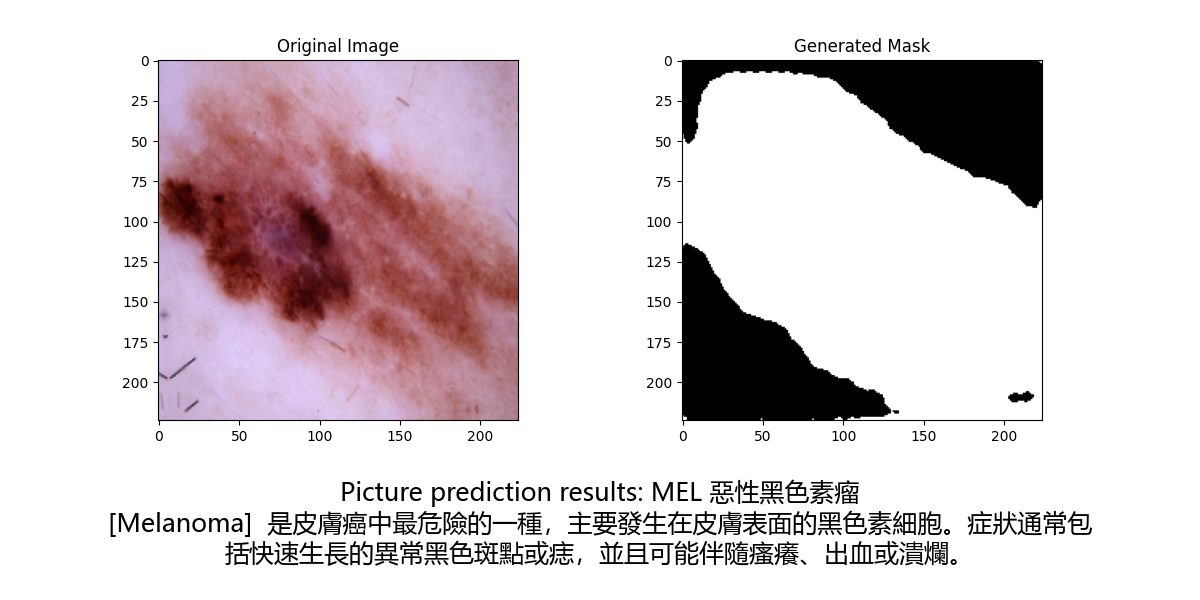 Original Image Generated Mask
0 0
25 25
50 50
75 75
100 100
125 125
150 150
175 175
200 200
0 50 100 150 200 0 50 100 150 200
Picture prediction results: MEL 惡性黑色素瘤
[Melanoma] 是皮膚癌中最危險的一種，主要發生在皮膚表面的黑色素細胞。症狀通常包
括快速生長的異常黑色斑點或痣，並且可能伴隨瘙癢、出血或潰爛。